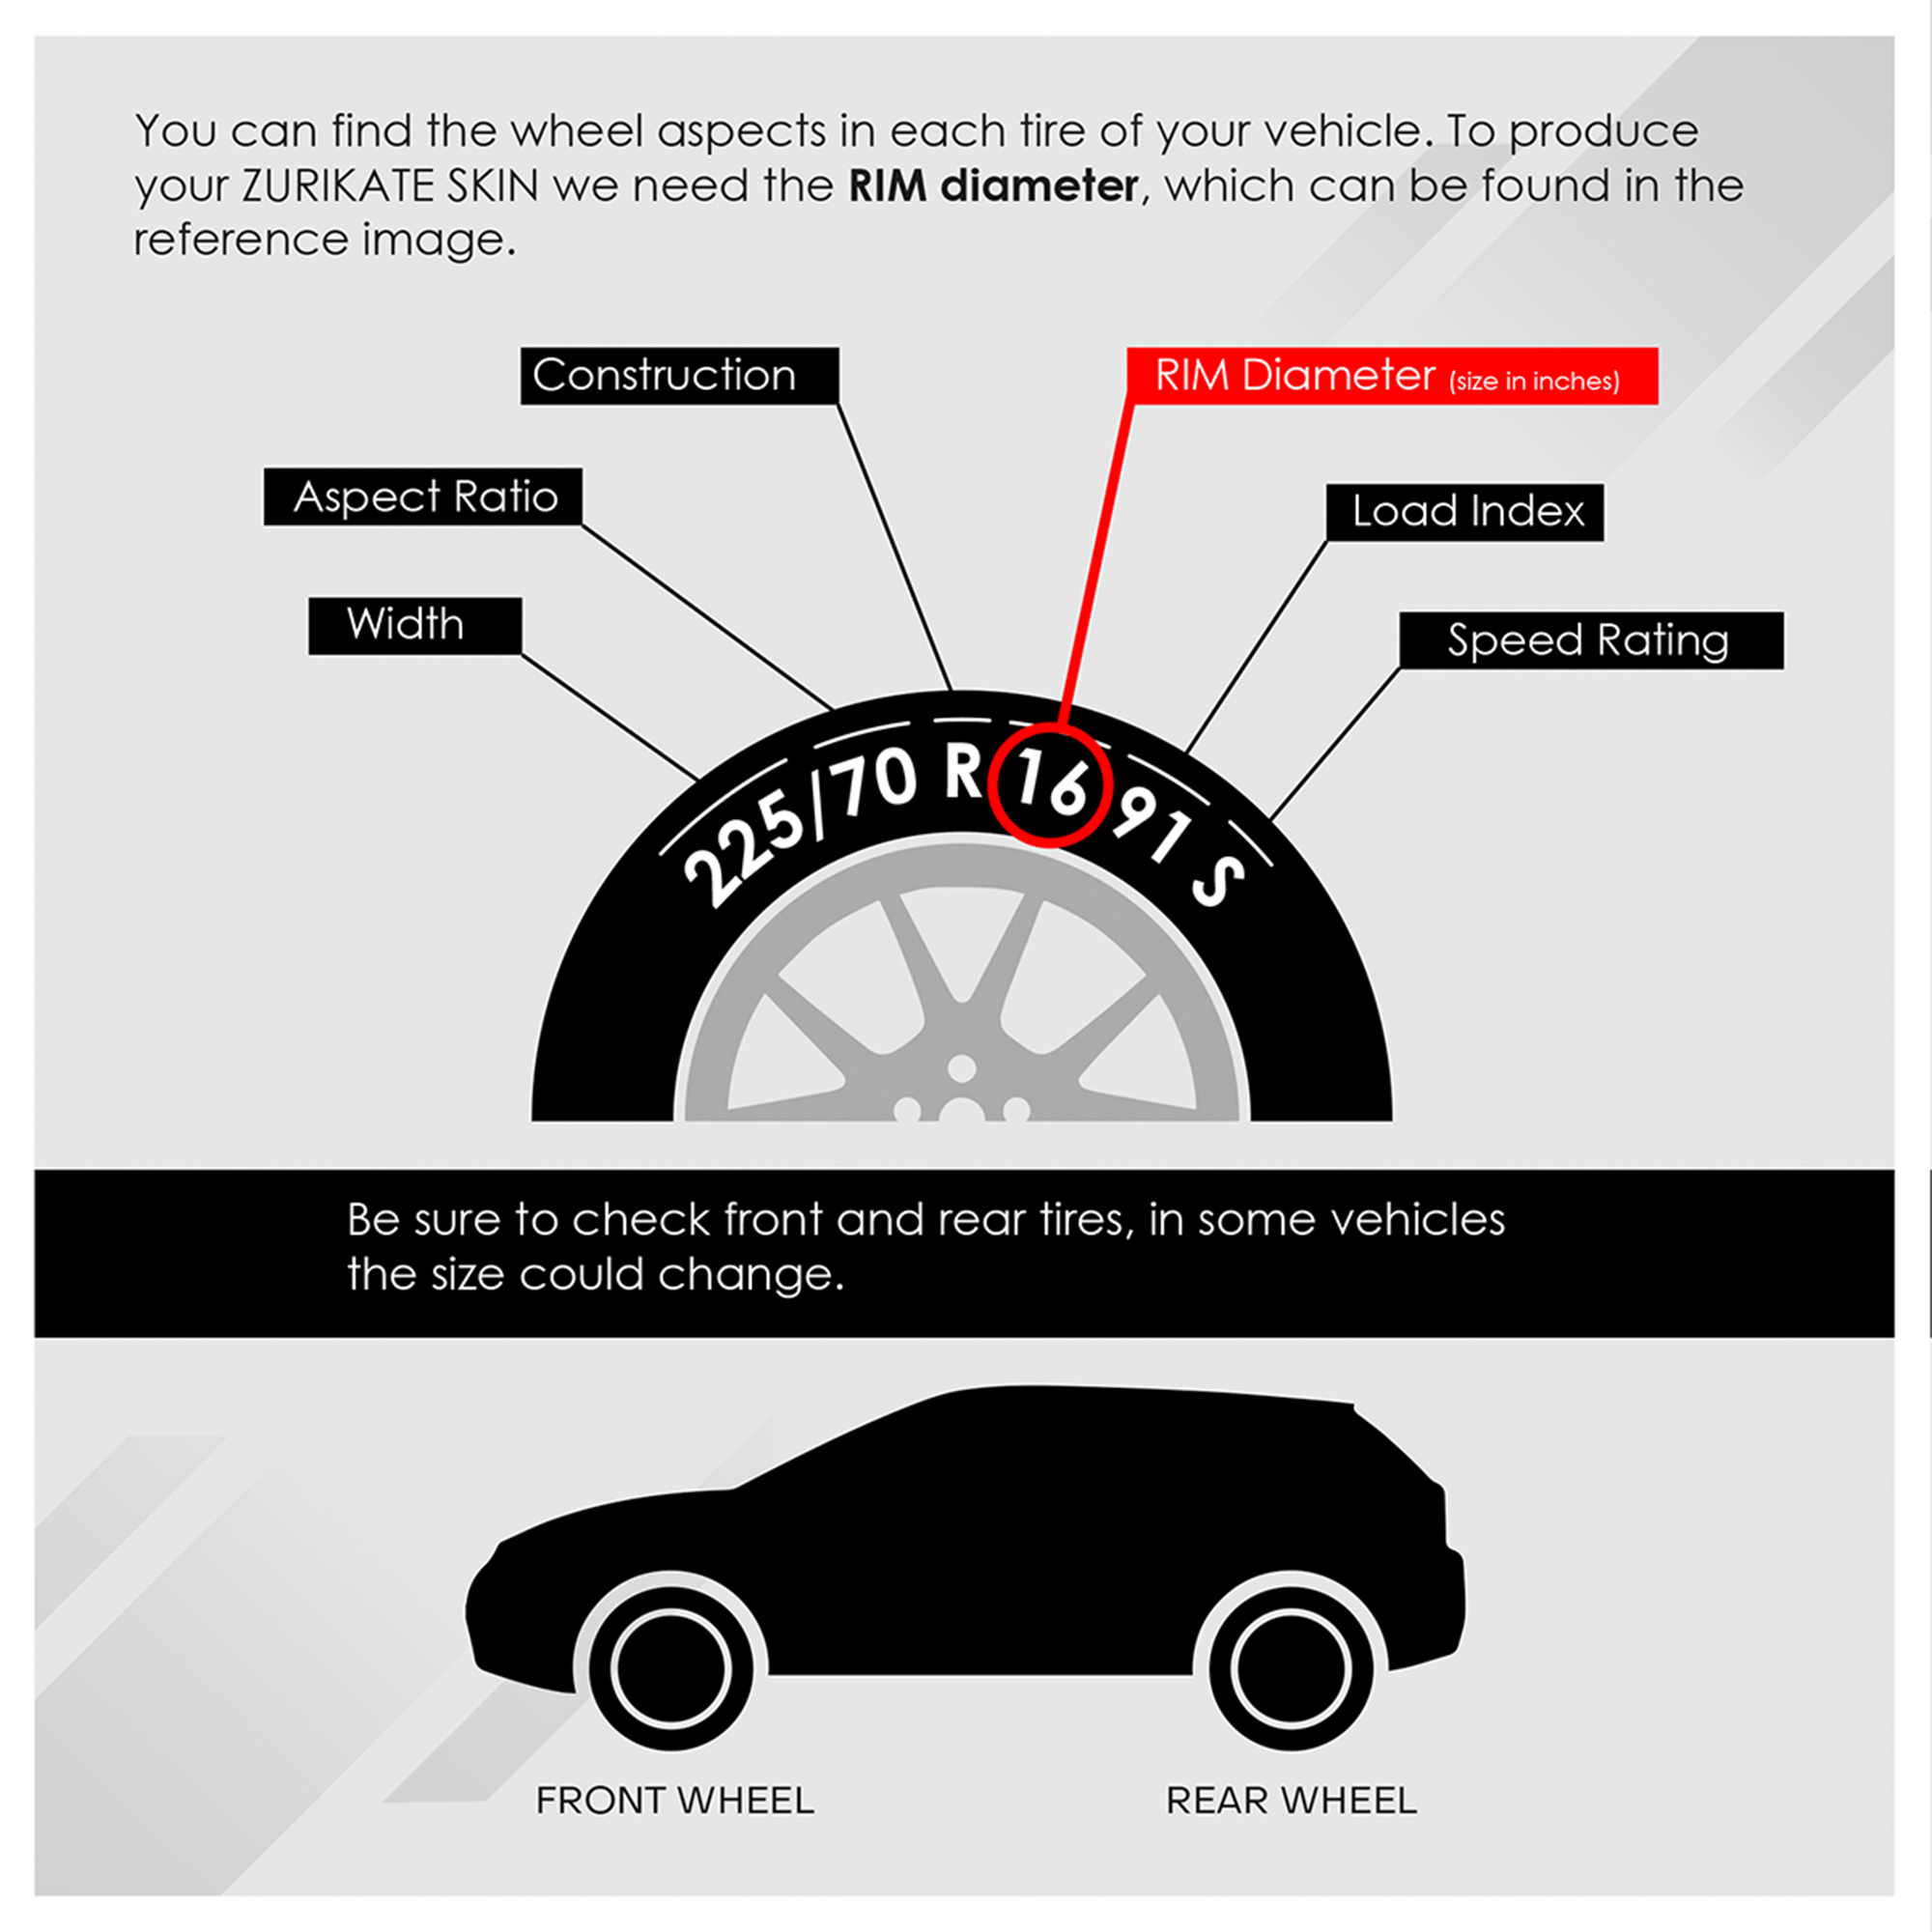 You can find the wheel aspects in each tire of your vehicle. To produce
your ZURIKATE SKIN we need the RIM diameter, which can be found in the
reference image.
Construction
RIM Diameter (size in inches)
Aspect Ratio
Load Index
Width
Speed Rating
225/70 R 16 91 S
Be sure to check front and rear tires, in some vehicles
the size could change.
FRONT WHEEL
REAR WHEEL